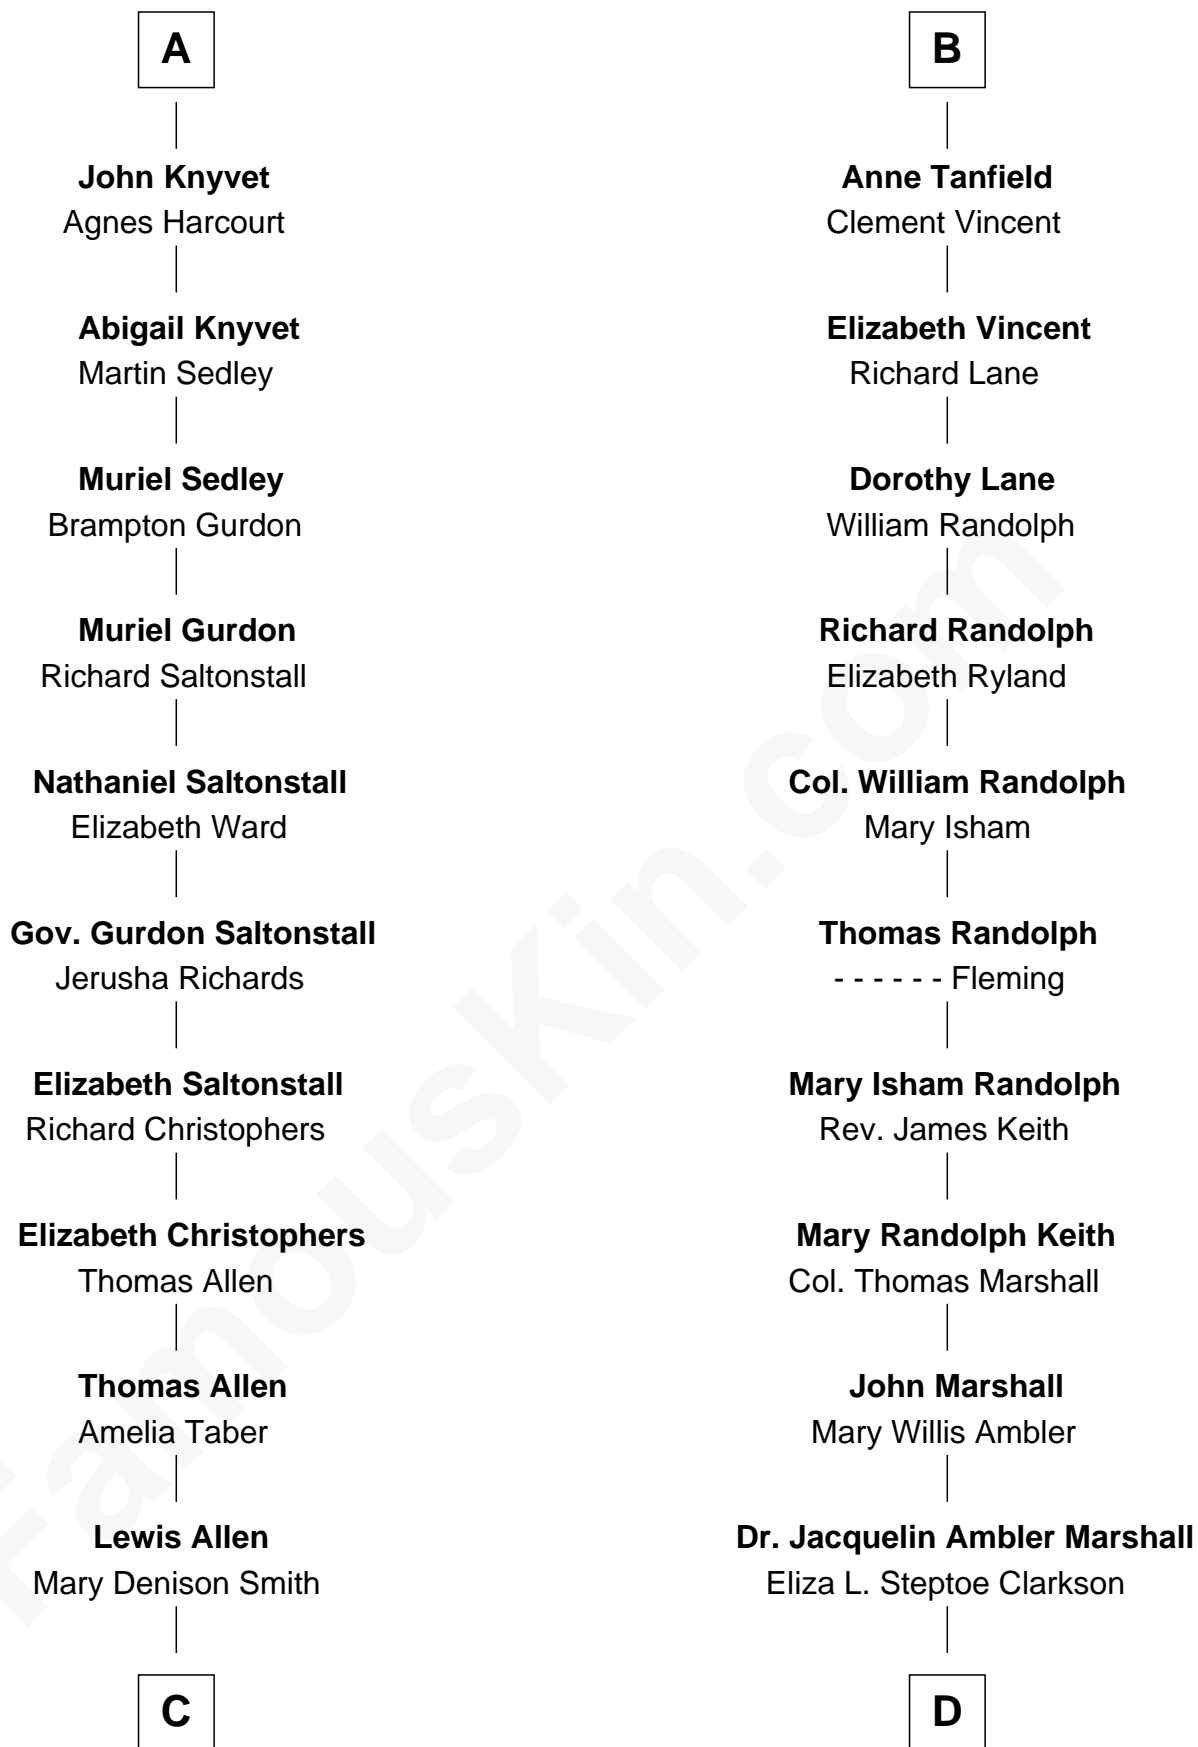 A
John Knyvet
Agnes Harcourt
Abigail Knyvet
Martin Sedley
Muriel Sedley
Brampton Gurdon
Muriel Gurdon
Richard Saltonstall
Nathaniel Saltonstall
Elizabeth Ward
Gov. Gurdon Saltonstall
Jerusha Richards
Elizabeth Saltonstall
Richard Christophers
Elizabeth Christophers
Thomas Allen
Thomas Allen
Amelia Taber
Lewis Allen
Mary Denison Smith
C
B
Anne Tanfield
Clement Vincent
Elizabeth Vincent
Richard Lane
Dorothy Lane
William Randolph
Richard Randolph
Elizabeth Ryland
Col. William Randolph
Mary Isham
Thomas Randolph
- - - - - - Fleming
Mary Isham Randolph
Rev. James Keith
Mary Randolph Keith
Col. Thomas Marshall
John Marshall
Mary Willis Ambler
Dr. Jacquelin Ambler Marshall
Eliza L. Steptoe Clarkson
D
FamousKin.com